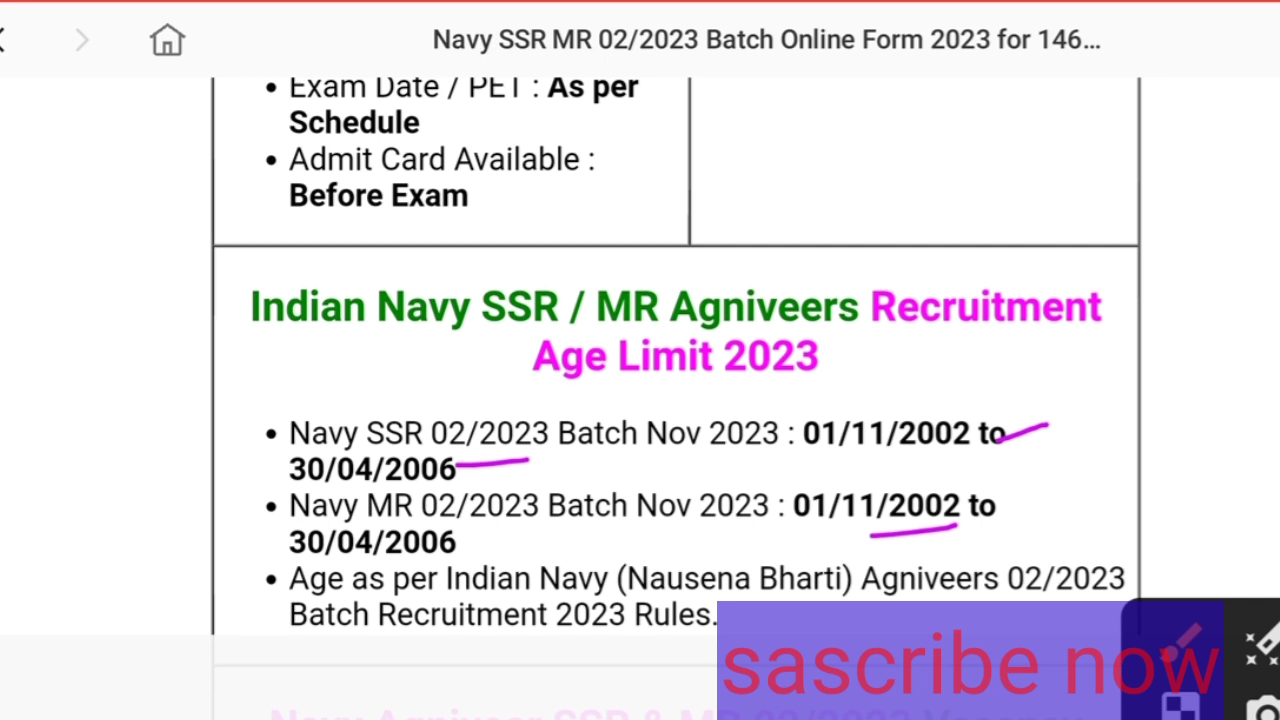 Navy SSR MR 02/2023 Batch Online Form 2023 for 146...
• Exam Date / PET : As per
Schedule
• Admit Card Available :
Before Exam
Indian Navy SSR / MR Agniveers Recruitment
Age Limit 2023
• Navy SSR 02/2023 Batch Nov 2023 : 01/11/2002 to
30/04/2006
• Navy MR 02/2023 Batch Nov 2023 : 01/11/2002 to
30/04/2006
• Age as per Indian Navy (Nausena Bharti) Agniveers 02/2023
Batch Recruitment 2023 Rules.
sascribe now